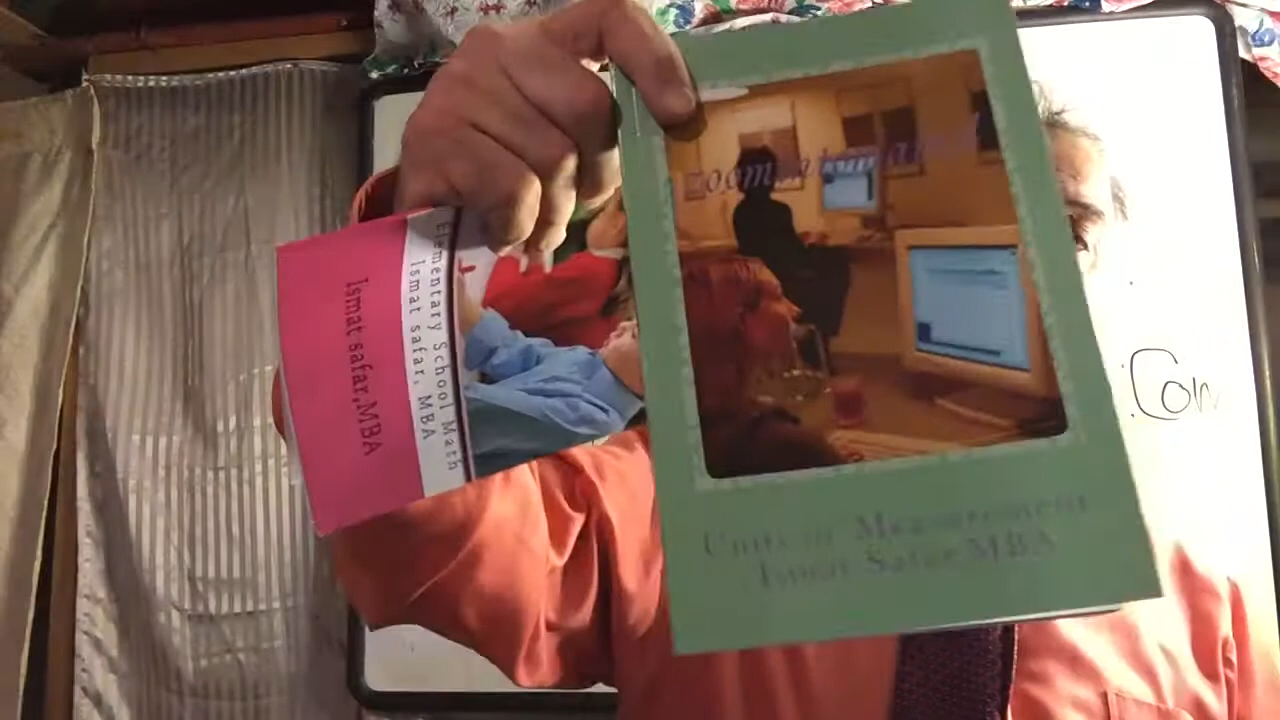 Elementary School Math
Ismat safar, MBA
Ismat safar, MBA
Units of Measurement
Ismat Safar MBA
Con